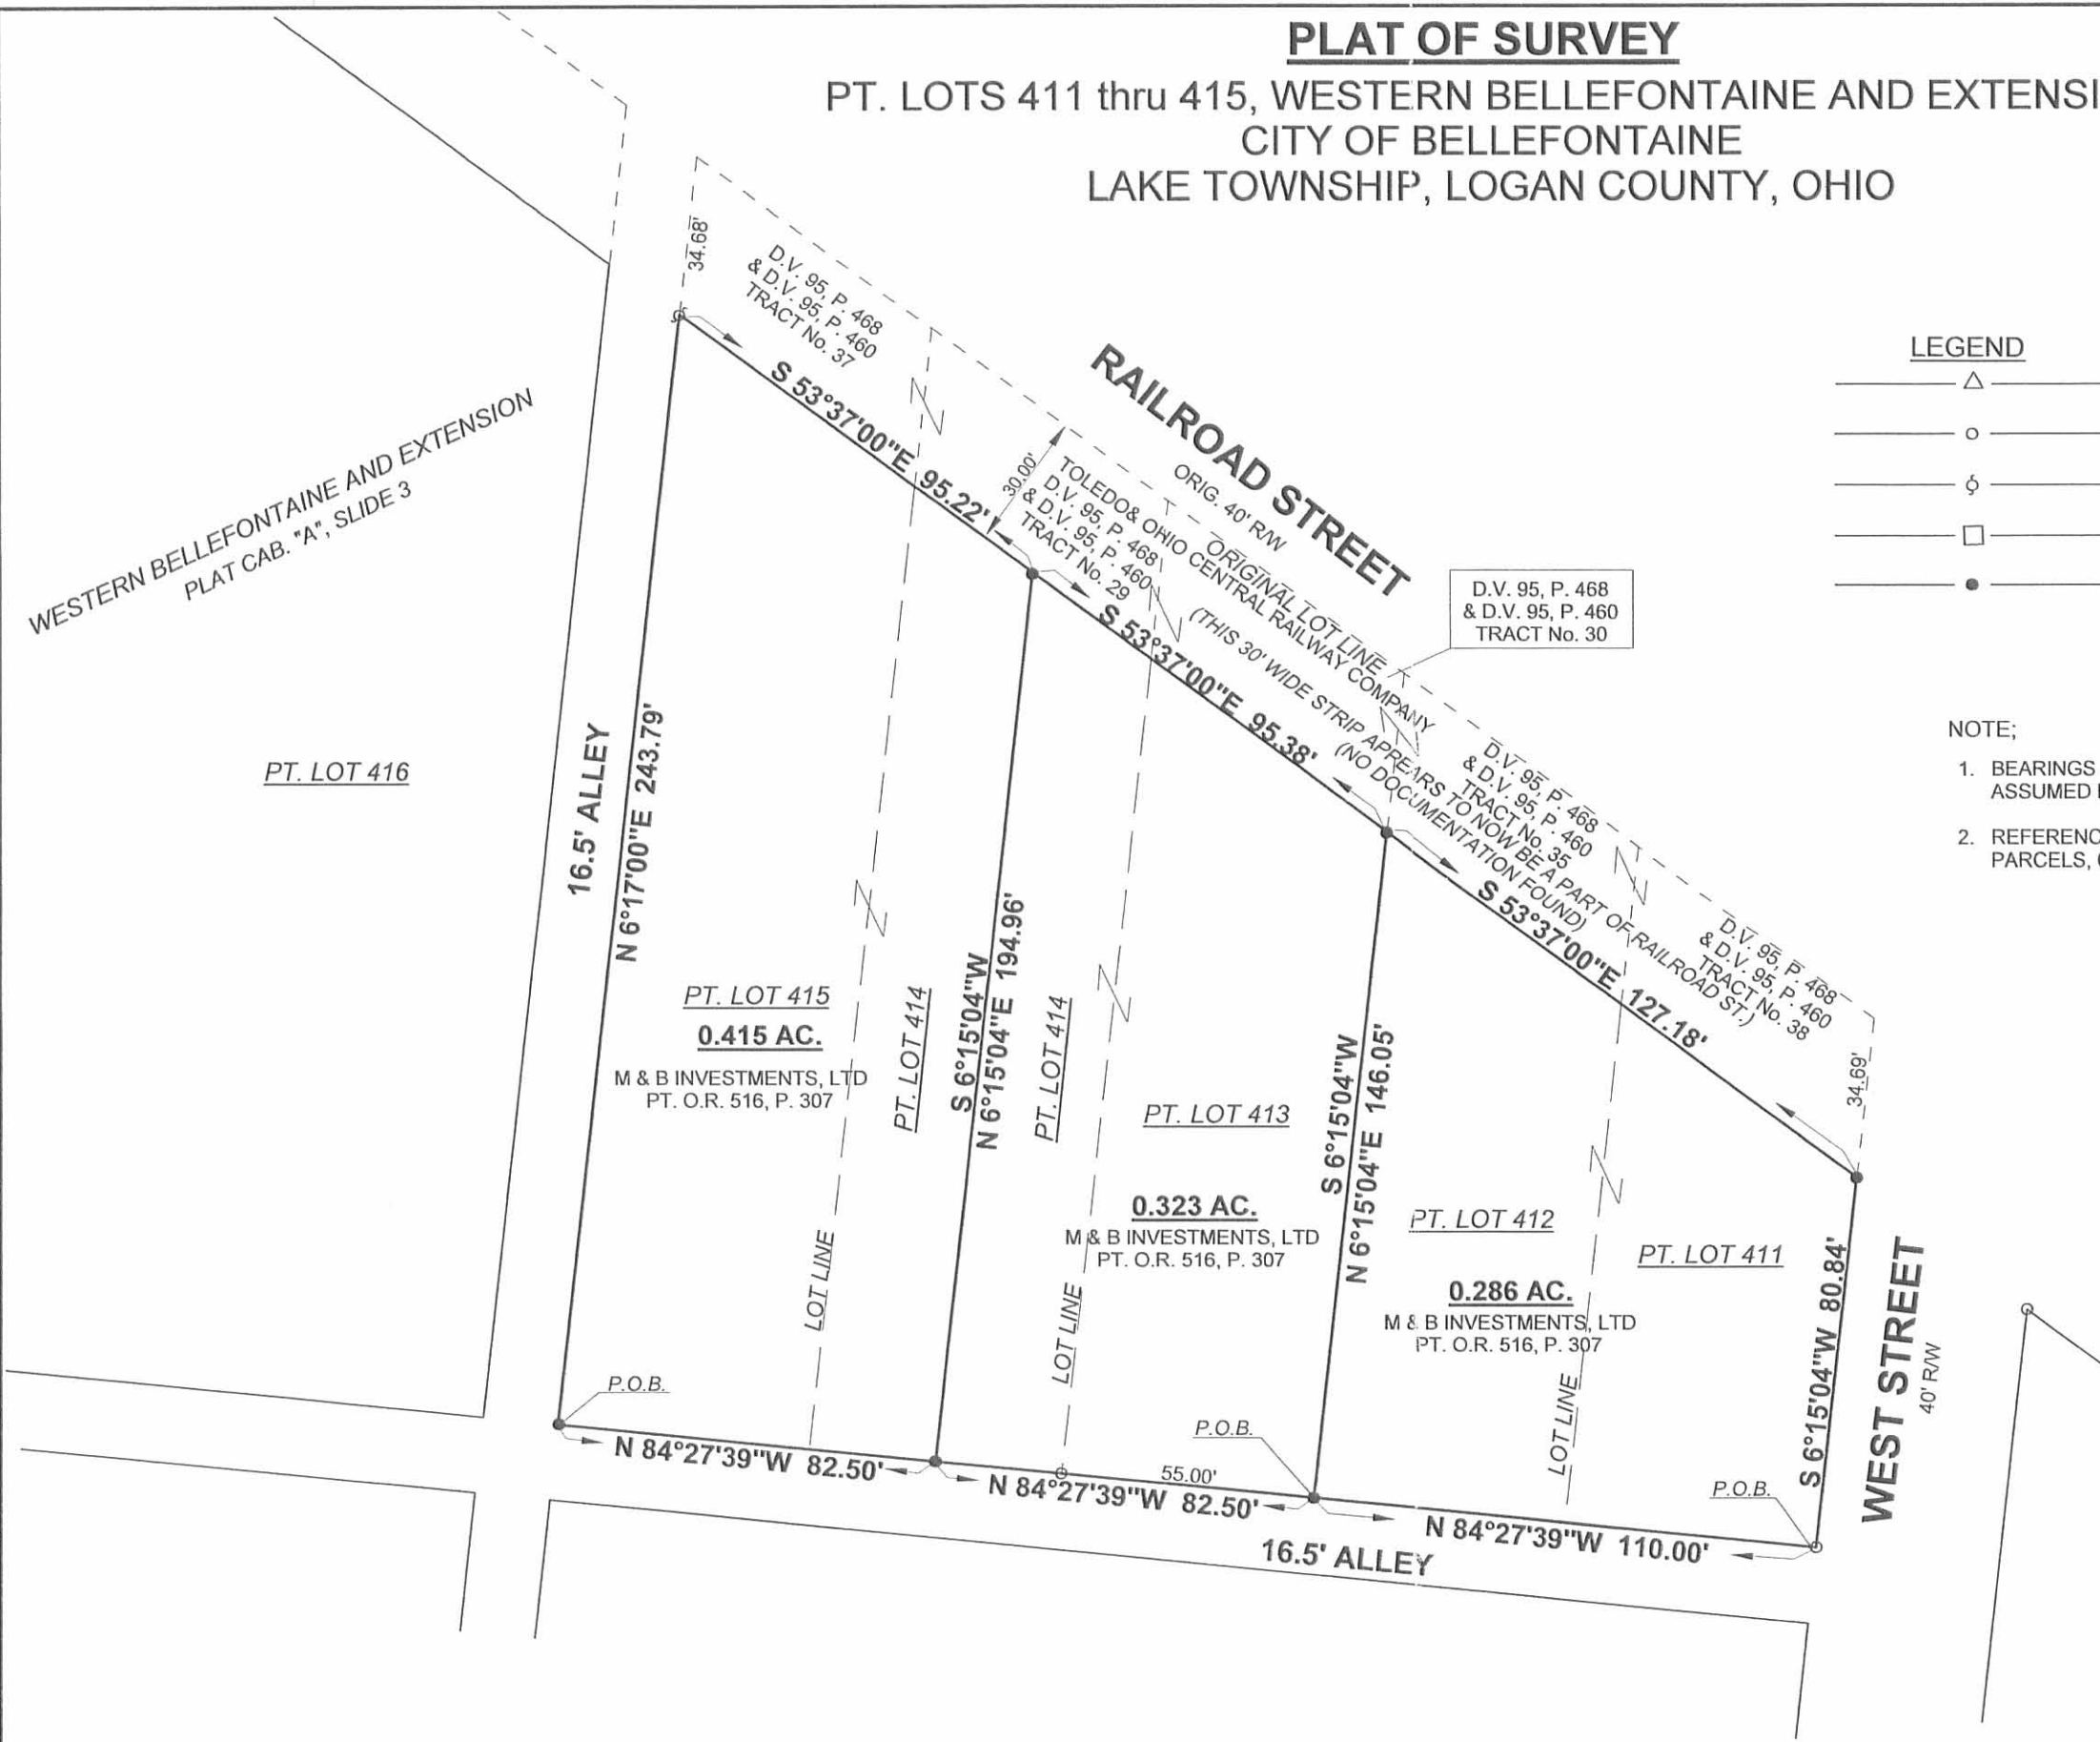 PLAT OF SURVEY
PT. LOTS 411 thru 415, WESTERN BELLEFONTAINE AND EXTENSI
CITY OF BELLEFONTAINE
LAKE TOWNSHIP, LOGAN COUNTY, OHIO
34.68'
D.V. 95, P. 468
& D.V. 95, P. 460
TRACT No. 37
RAILROAD STREET
ORIG. 40' R/W
LEGEND
S 53°37'00"E 95.22'
30.00'
TOLEDO& OHIO CENTRAL RAILWAY COMPANY
D.V. 95, P. 468
& D.V. 95, P. 460
TRACT No. 29
ORIGINAL LOT LINE
(THIS 30' WIDE STRIP APPEARS TO NOW BE A PART OF RAILROAD ST.)
(NO DOCUMENTATION FOUND)
D.V. 95, P. 468
& D.V. 95, P. 460
TRACT No. 30
WESTERN BELLEFONTAINE AND EXTENSION
PLAT CAB. "A", SLIDE 3
S 53°37'00"E 95.38'
D.V. 95, P. 468
& D.V. 95, P. 460
TRACT No. 35
NOTE;
1. BEARINGS
ASSUMED
2. REFERENC
PARCELS,
PT. LOT 416
16.5' ALLEY
N 6°17'00"E 243.79'
S 53°37'00"E 127.18'
D.V. 95, P. 468
& D.V. 95, P. 460
TRACT No. 38
34.69'
PT. LOT 415
0.415 AC.
M & B INVESTMENTS, LTD
PT. O.R. 516, P. 307
PT. LOT 414
S 6°15'04"W
N 6°15'04"E 194.96'
PT. LOT 414
PT. LOT 413
0.323 AC.
M & B INVESTMENTS, LTD
PT. O.R. 516, P. 307
S 6°15'04"W
N 6°15'04"E 146.05'
PT. LOT 412
PT. LOT 411
0.286 AC.
M & B INVESTMENTS, LTD
PT. O.R. 516, P. 307
S 6°15'04"W 80.84'
WEST STREET
40' R/W
LOT LINE
LOT LINE
LOT LINE
P.O.B.
P.O.B.
P.O.B.
N 84°27'39"W 82.50'
55.00'
N 84°27'39"W 82.50'
N 84°27'39"W 110.00'
16.5' ALLEY